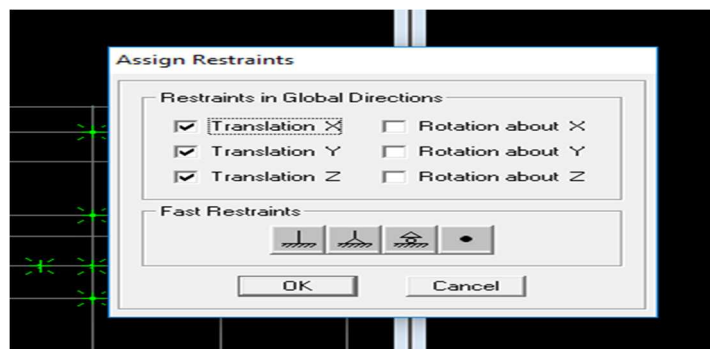 Assign Restraints
Restraints in Global Directions
Translation X Rotation about X
Translation Y Rotation about Y
Translation Z Rotation about Z
Fast Restraints
OK Cancel